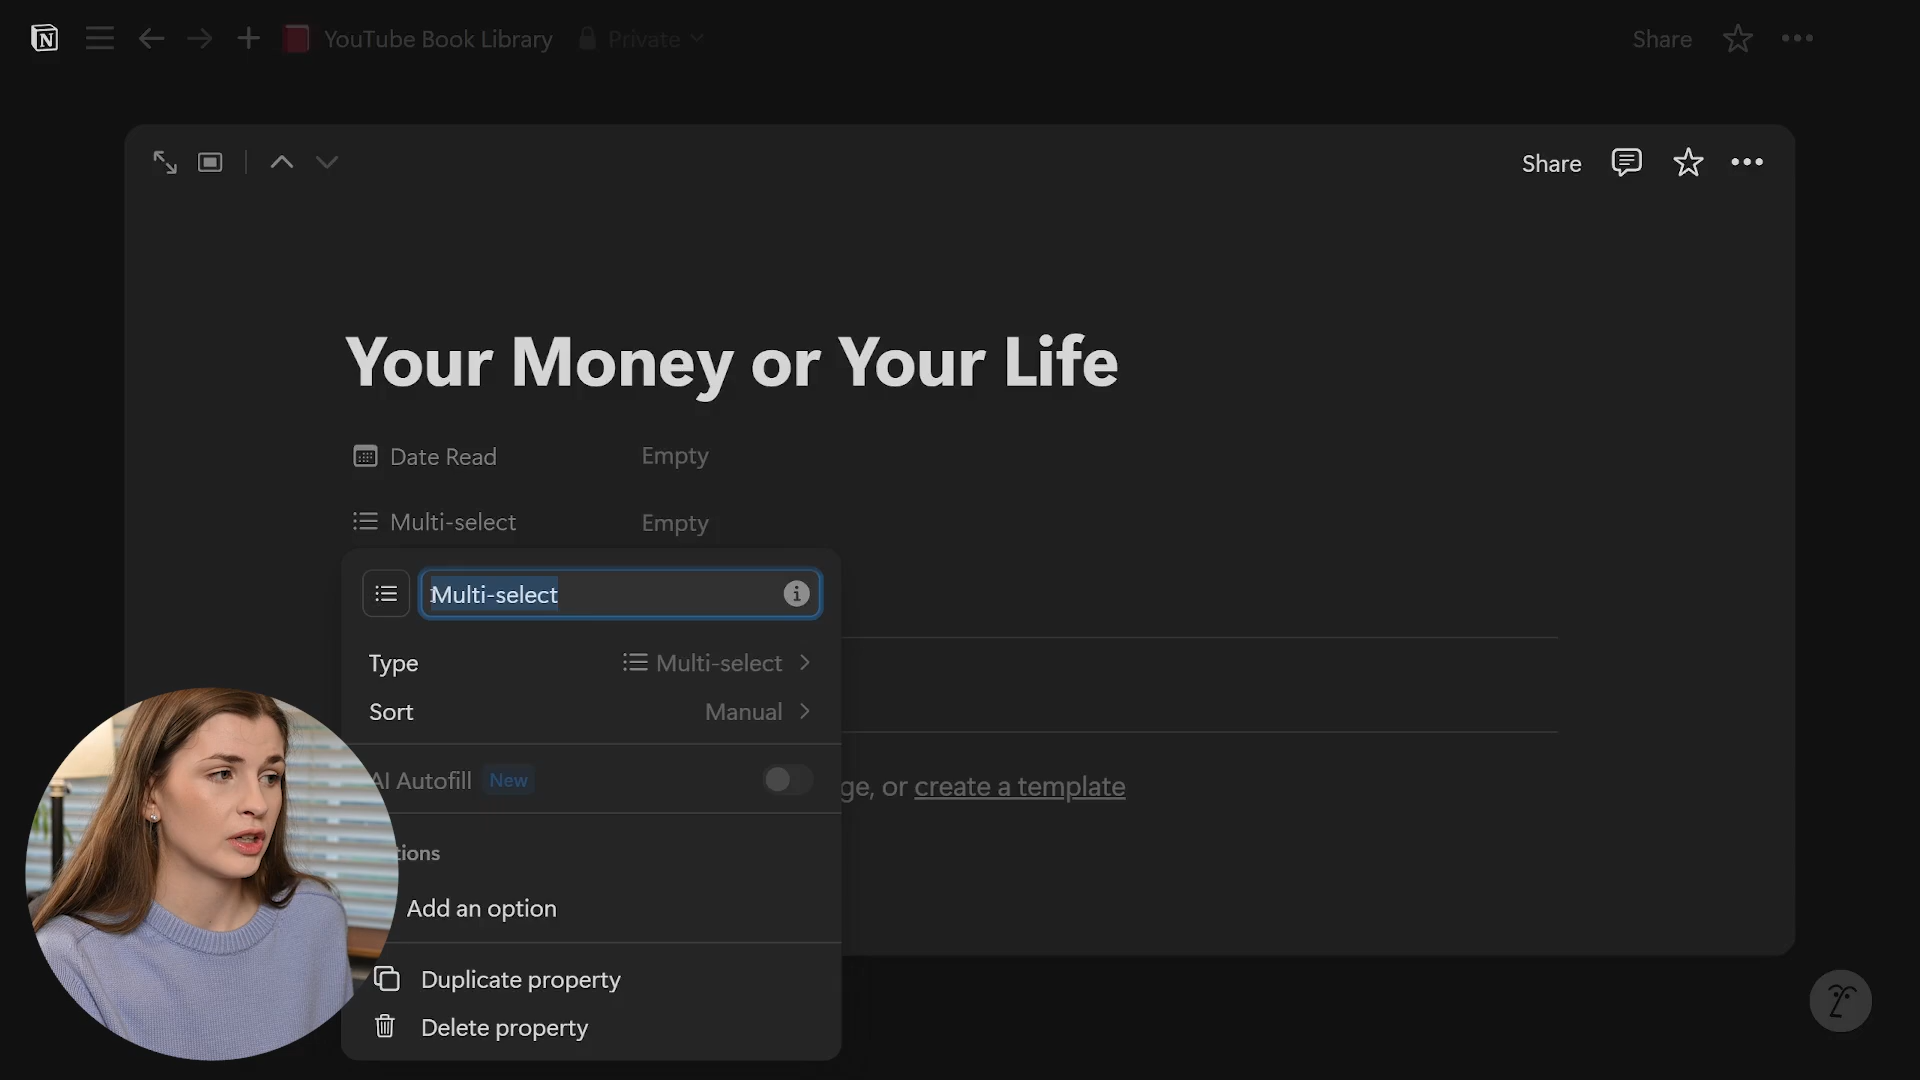 YouTube Book Library Private Share
Share
Your Money or Your Life
Date Read Empty
Multi-select Empty
Multi-select
Type Multi-select
Sort Manual
AI Autofill New
ge, or create a template
tions
Add an option
Duplicate property
Delete property